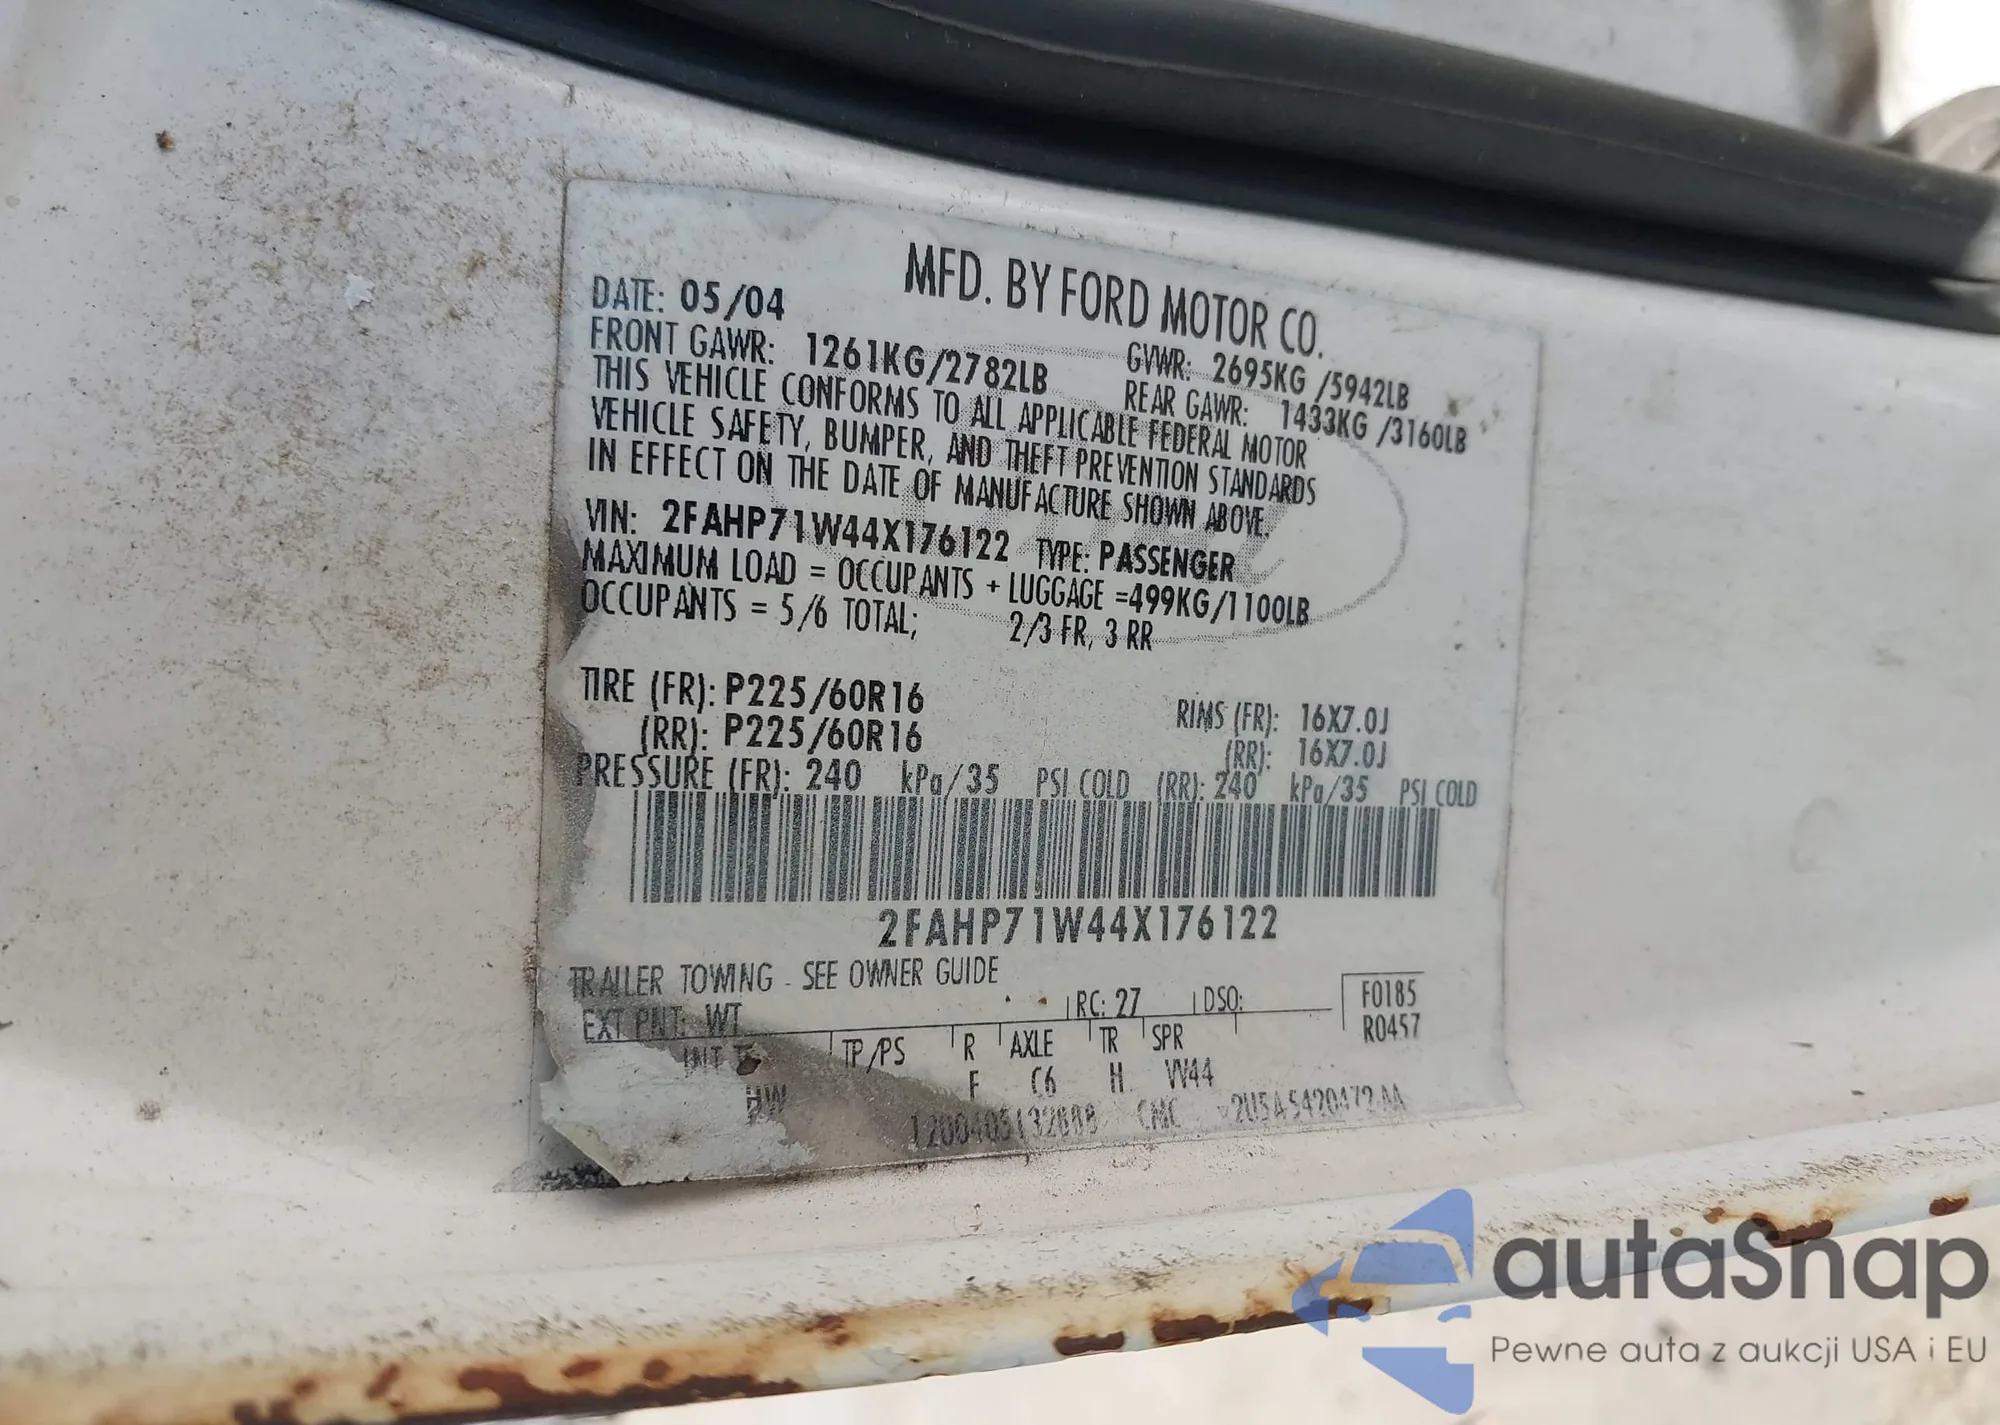 MFD. BY FORD MOTOR CO.
DATE: 05/04
GVWR: 2695KG /5942LB
FRONT GAWR: 1261KG/2782LB
REAR GAWR: 1433KG /3160LB
THIS VEHICLE CONFORMS TO ALL APPLICABLE FEDERAL MOTOR
VEHICLE SAFETY, BUMPER, AND THEFT PREVENTION STANDARDS
IN EFFECT ON THE DATE OF MANUFACTURE SHOWN ABOVE.
VIN: 2FAHP71W44X176122 TYPE: PASSENGER
MAXIMUM LOAD = OCCUPANTS + LUGGAGE =499KG/1100LB
OCCUPANTS = 5/6 TOTAL; 2/3 FR, 3 RR
TIRE (FR): P225/60R16 RIMS (FR): 16X7.0J
(RR): P225/60R16 (RR): 16X7.0J
PRESSURE (FR): 240 kPa/35 PSI COLD (RR): 240 kPa/35 PSI COLD
2FAHP71W44X176122
TRAILER TOWING - SEE OWNER GUIDE
EXT PNT: WT RC: 27 DSO: F0185
R0457
INT TP/PS R AXLE TR SPR
HW F C6 H W44
CMC
autaSnap
Pewne auta z aukcji USA i EU